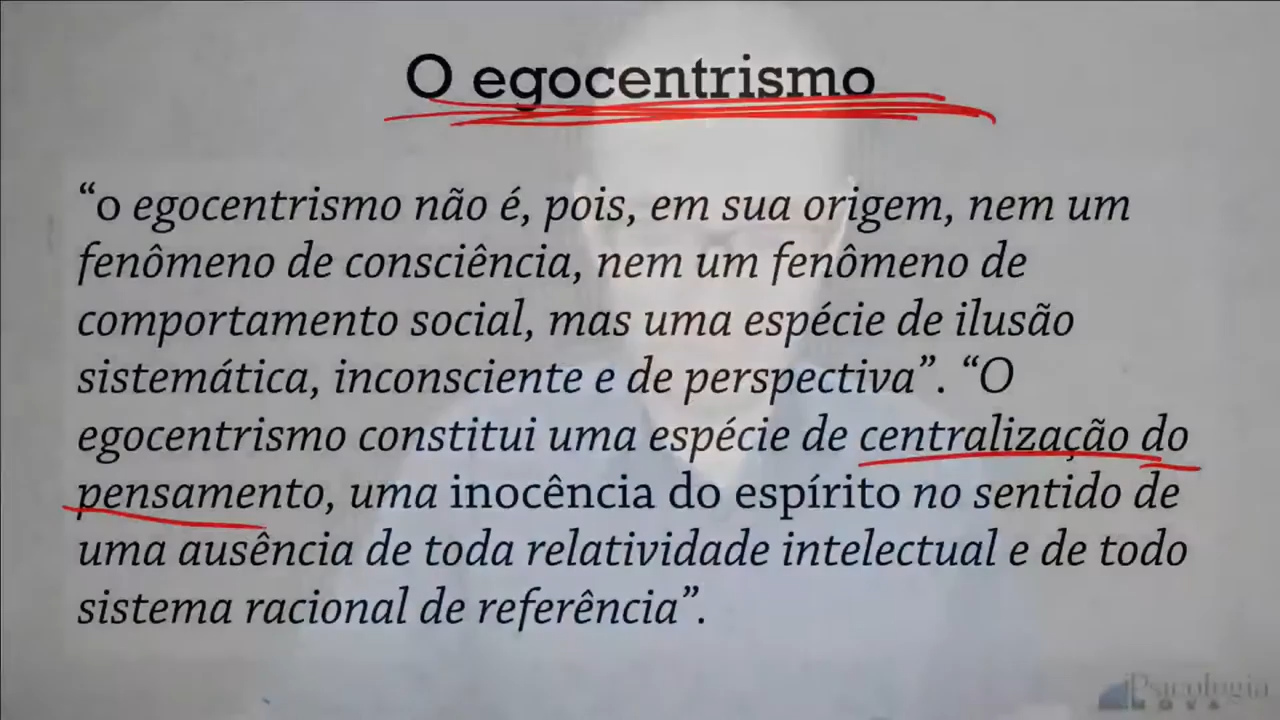 O egocentrismo
“o egocentrismo não é, pois, em sua origem, nem um
fenômeno de consciência, nem um fenômeno de
comportamento social, mas uma espécie de ilusão
sistemática, inconsciente e de perspectiva”. “O
egocentrismo constitui uma espécie de centralização do
pensamento, uma inocência do espírito no sentido de
uma ausência de toda relatividade intelectual e de todo
sistema racional de referência”.
Psicologia
NOVA